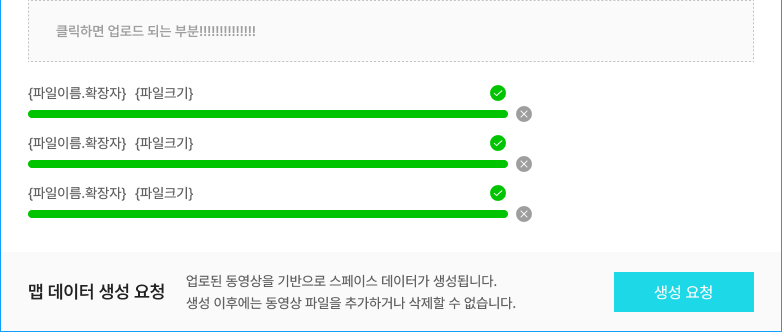 클릭하면 업로드 되는 부분!!!!!!!!!!!!!!
{파일이름.확장자} {파일크기}
{파일이름.확장자} {파일크기}
{파일이름.확장자} {파일크기}
맵 데이터 생성 요청
업로드된 동영상을 기반으로 스페이스 데이터가 생성됩니다.
생성 이후에는 동영상 파일을 추가하거나 삭제할 수 없습니다.
생성 요청